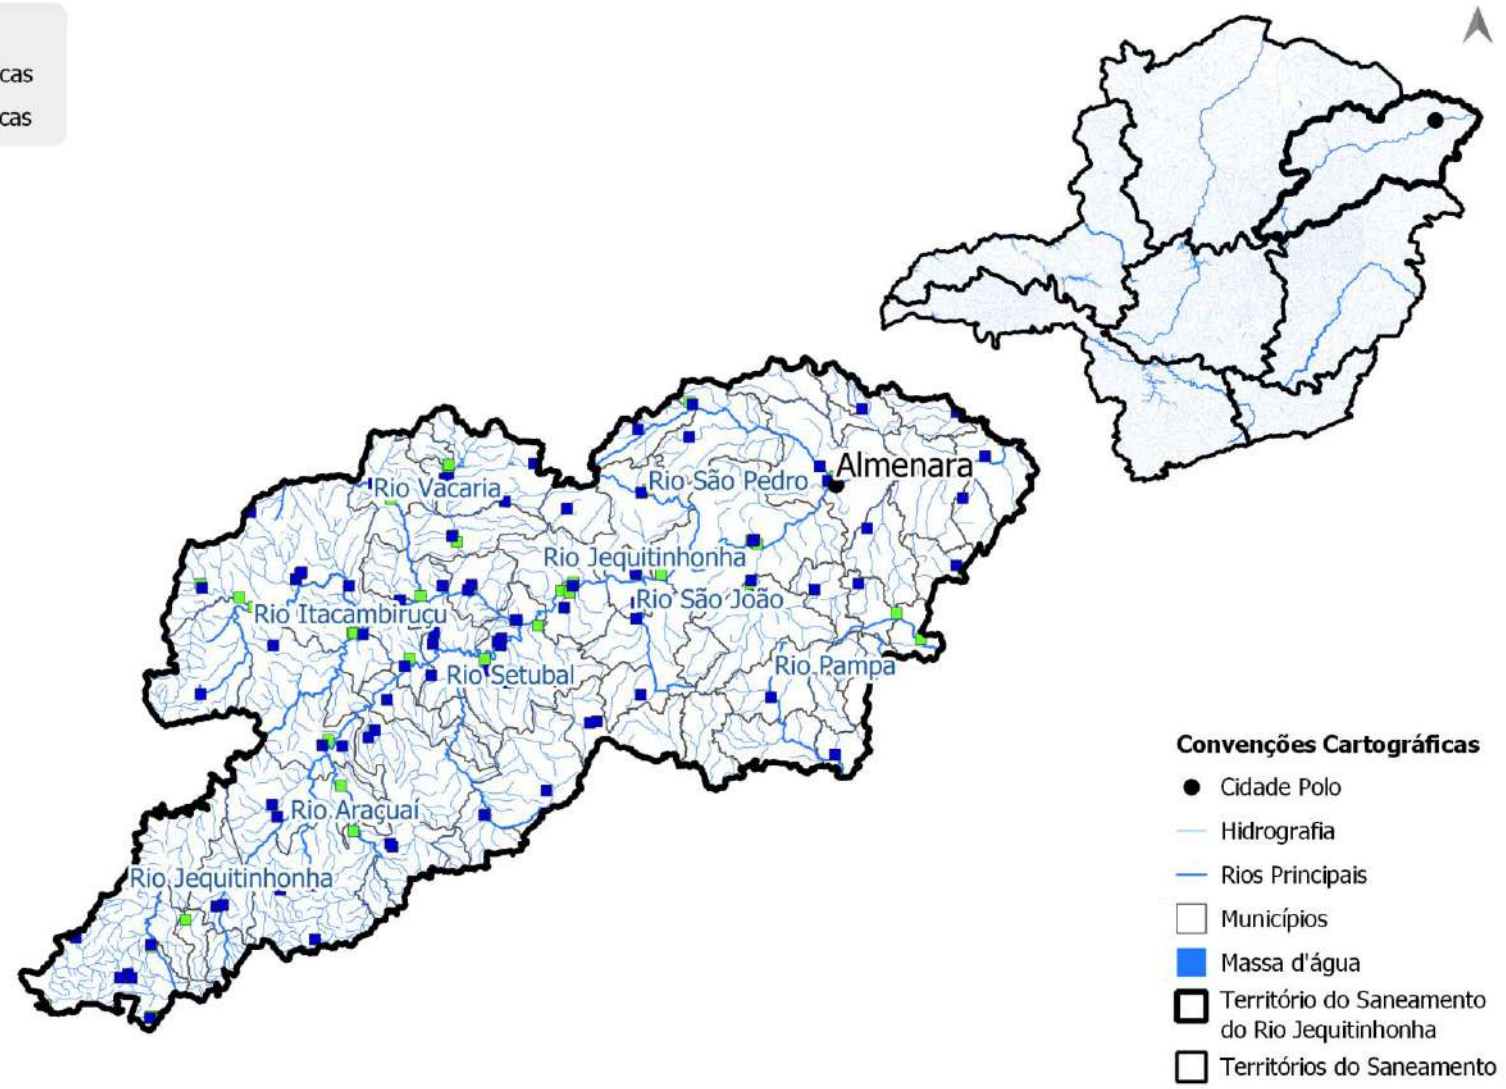 cas
cas
Almenara
Rio São Pedro
Rio Vacaria
Rio Jequitinhonha
Rio São João
Rio Itacambiruçu
Rio Pampa
Rio Setubal
Rio Araçuaí
Rio Jequitinhonha
Convenções Cartográficas
Cidade Polo
Hidrografia
Rios Principais
Municípios
Massa d'água
Território do Saneamento
do Rio Jequitinhonha
Territórios do Saneamento